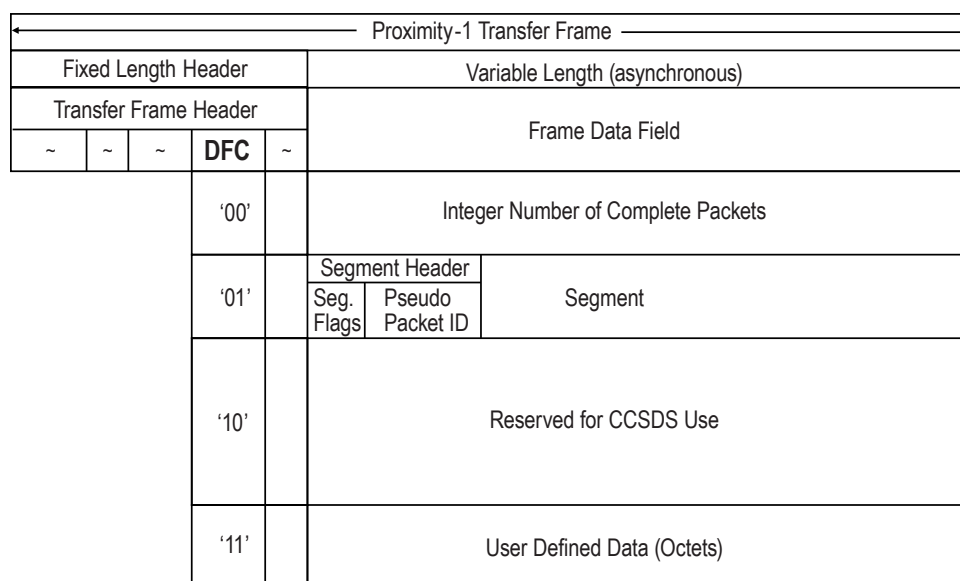 Proximity-1 Transfer Frame
Fixed Length Header
Variable Length (asynchronous)
Transfer Frame Header
Frame Data Field
~ ~ ~ DFC ~
‘00’ Integer Number of Complete Packets
‘01’
Segment Header
Seg. Flags
Pseudo Packet ID
Segment
‘10’ Reserved for CCSDS Use
‘11’ User Defined Data (Octets)